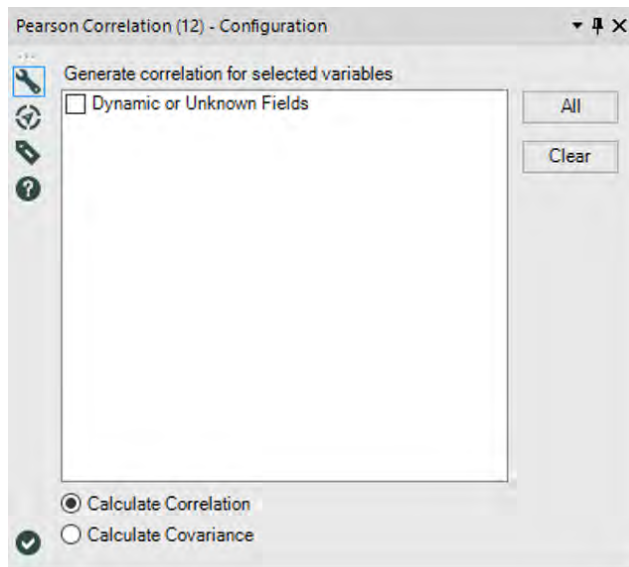 Pearson Correlation (12) - Configuration
Generate correlation for selected variables
Dynamic or Unknown Fields
All
Clear
Calculate Correlation
Calculate Covariance